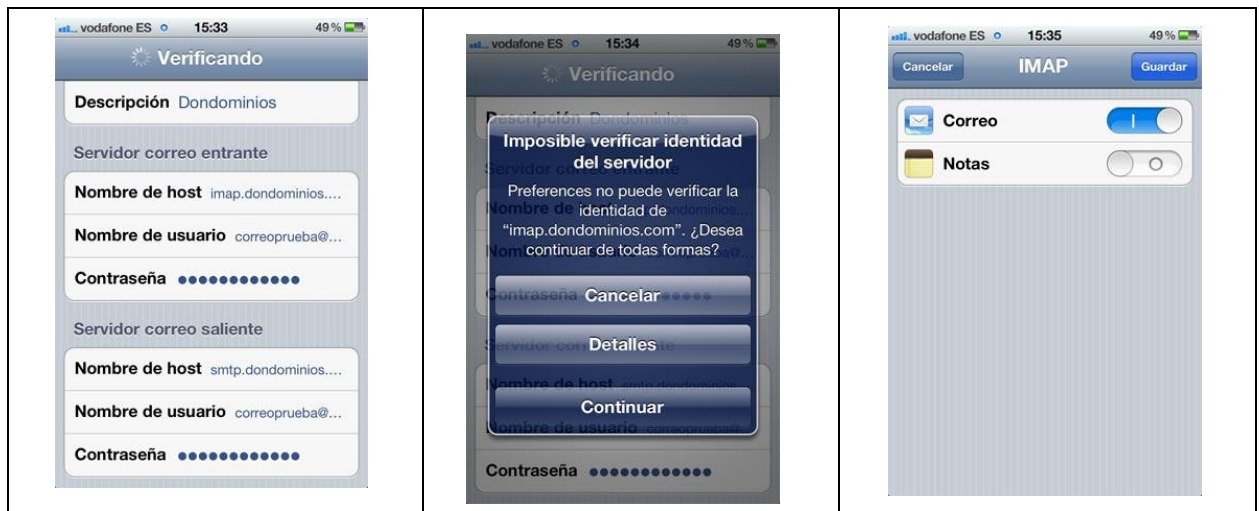 vodafone ES 15:33 49 %
Verificando
Descripción Dondominios
Servidor correo entrante
Nombre de host imap.dondominios....
Nombre de usuario correoprueba@...
Contraseña ●●●●●●●●●●●●
Servidor correo saliente
Nombre de host smtp.dondominios....
Nombre de usuario correoprueba@...
Contraseña ●●●●●●●●●●●●
vodafone ES 15:34 49 %
Verificando
Descripción Dondominios
Imposible verificar identidad
del servidor
Preferences no puede verificar la
identidad de
“imap.dondominios.com”. ¿Desea
continuar de todas formas?
Cancelar
Detalles
Continuar
Contraseña ●●●●●●●●●●●●
vodafone ES 15:35 49 %
Cancelar IMAP Guardar
Correo
Notas